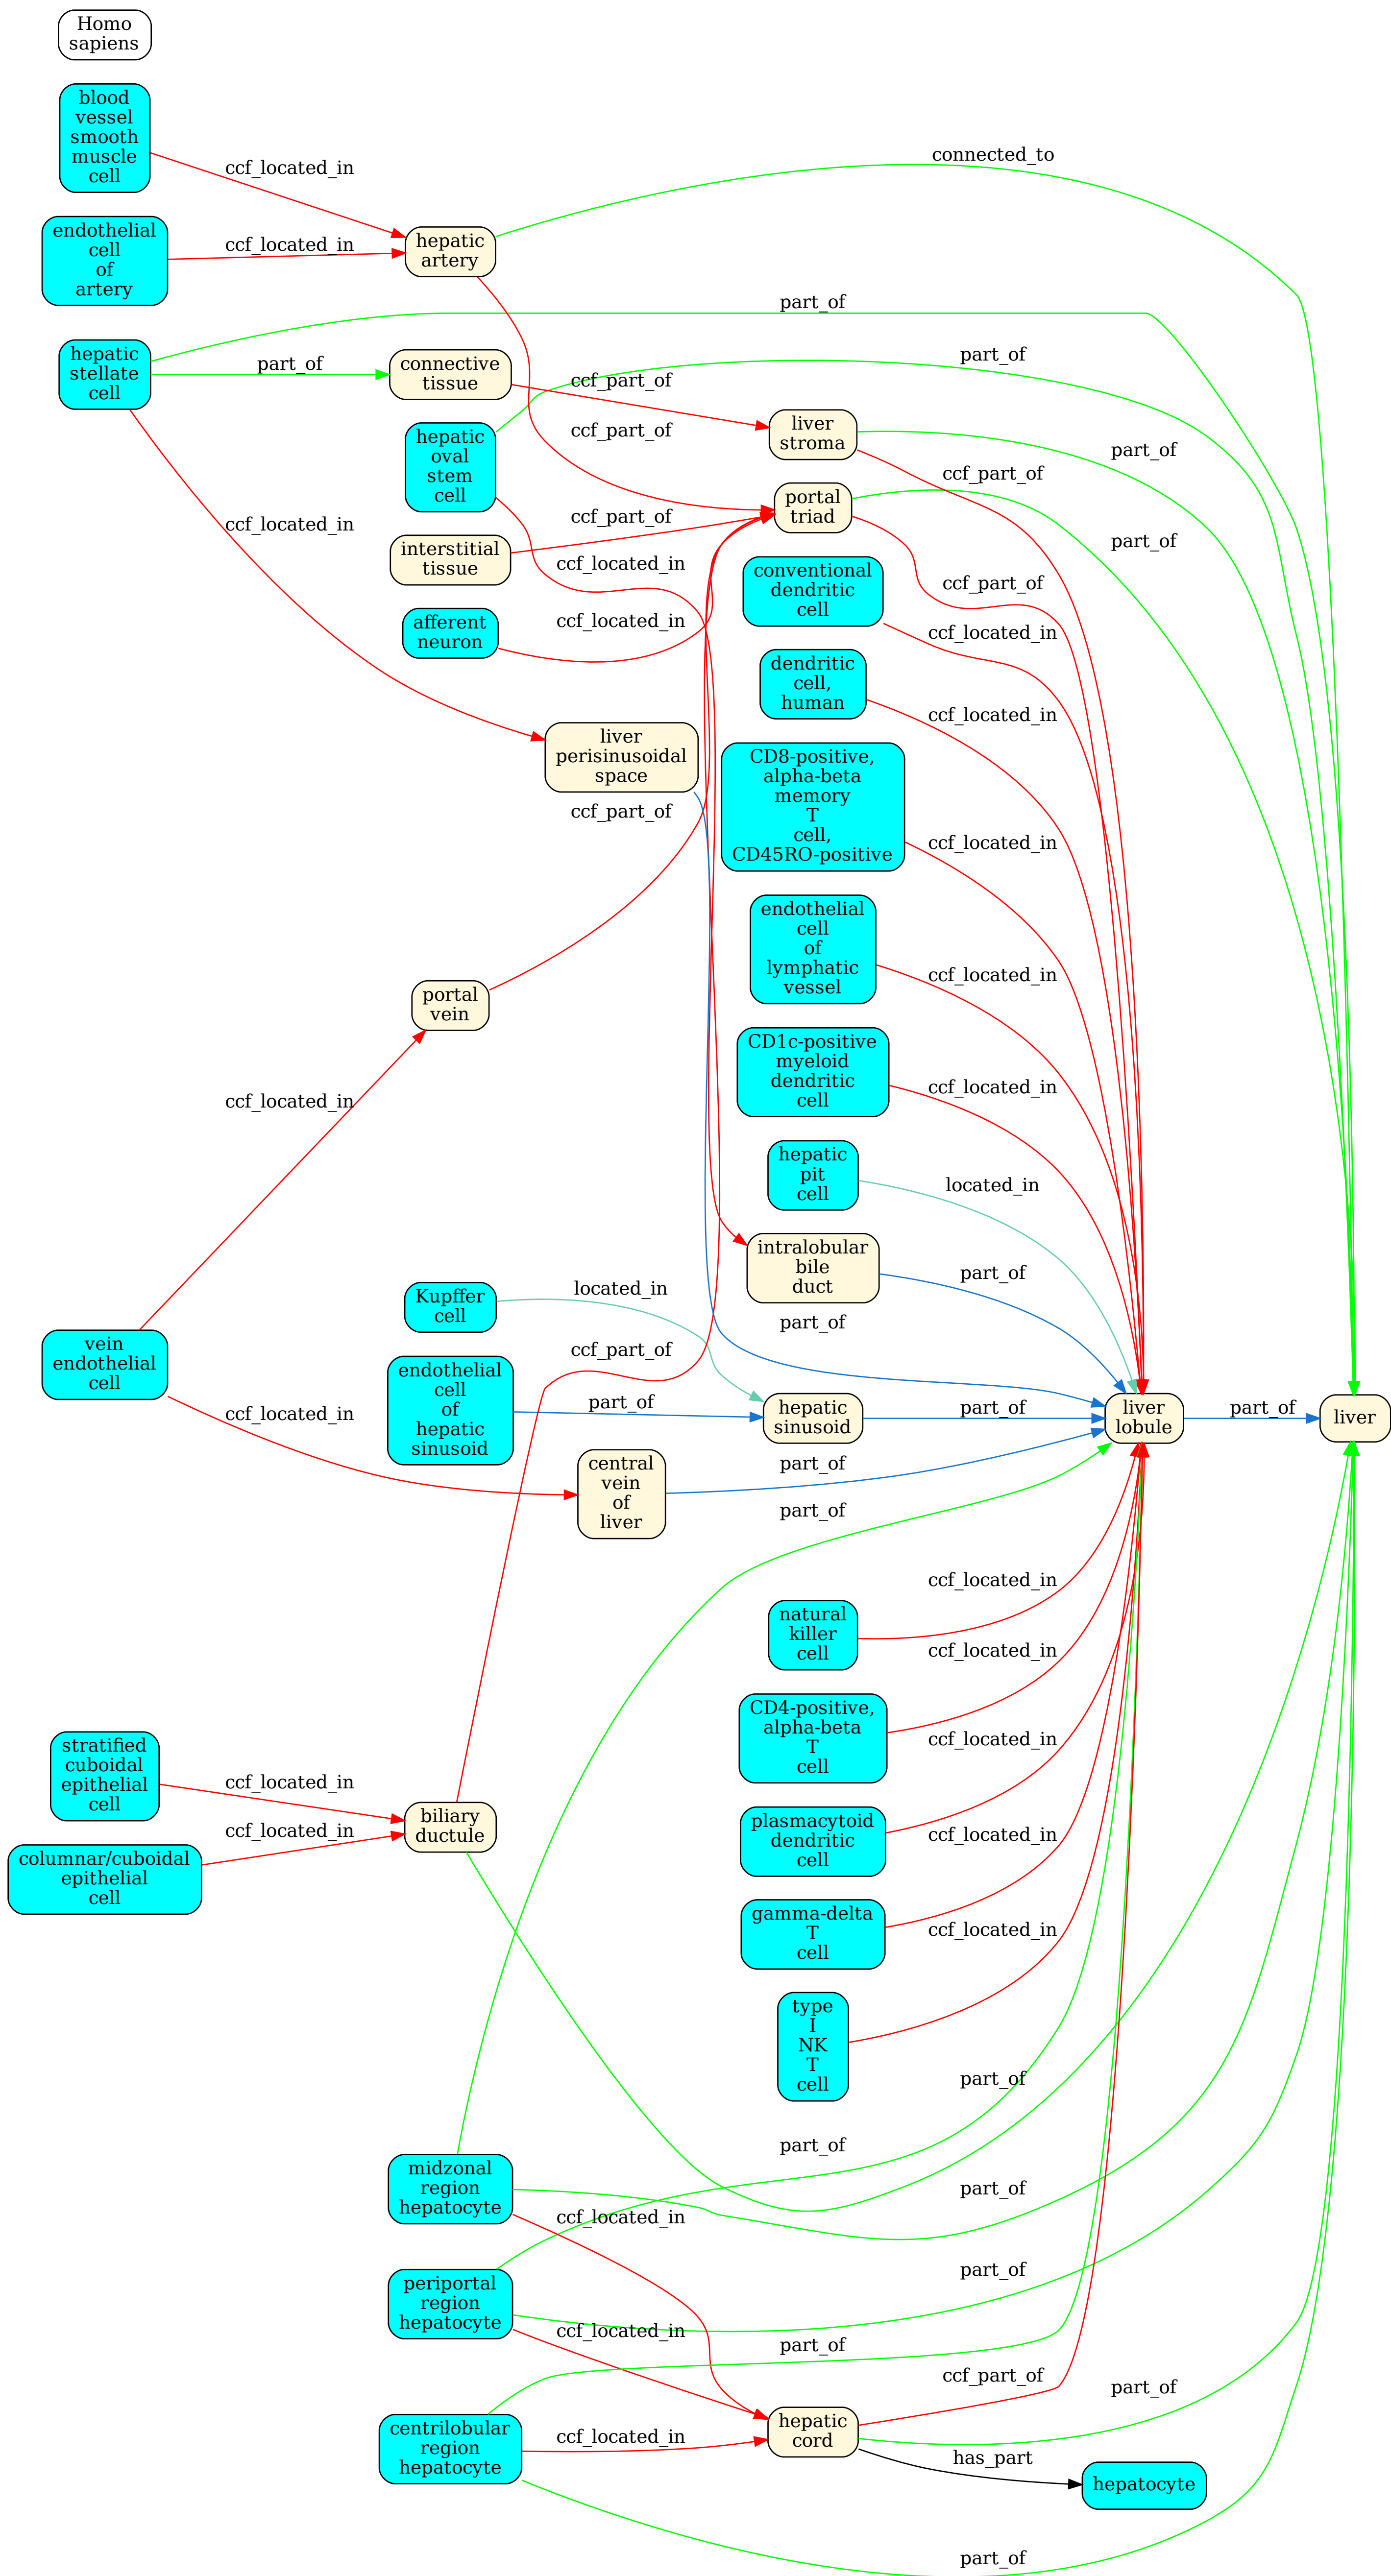 Homo
sapiens
blood
vessel
smooth
muscle
cell
ccf_located_in
endothelial
cell
of
artery
ccf_located_in
hepatic
artery
connected_to
hepatic
stellate
cell
part_of
part_of
ccf_located_in
connective
tissue
ccf_part_of
ccf_part_of
hepatic
oval
stem
cell
part_of
ccf_located_in
interstitial
tissue
ccf_part_of
afferent
neuron
ccf_located_in
liver
stroma
part_of
ccf_part_of
portal
triad
part_of
ccf_part_of
conventional
dendritic
cell
ccf_located_in
dendritic
cell,
human
ccf_located_in
liver
perisinusoidal
space
ccf_part_of
CD8-positive,
alpha-beta
memory
T
cell,
CD45RO-positive
ccf_located_in
endothelial
cell
of
lymphatic
vessel
ccf_located_in
portal
vein
ccf_located_in
CD1c-positive
myeloid
dendritic
cell
ccf_located_in
hepatic
pit
cell
located_in
intralobular
bile
duct
part_of
part_of
Kupffer
cell
located_in
vein
endothelial
cell
ccf_located_in
ccf_part_of
endothelial
cell
of
hepatic
sinusoid
part_of
hepatic
sinusoid
part_of
liver
lobule
part_of
liver
central
vein
of
liver
part_of
part_of
natural
killer
cell
ccf_located_in
CD4-positive,
alpha-beta
T
cell
ccf_located_in
stratified
cuboidal
epithelial
cell
ccf_located_in
columnar/cuboidal
epithelial
cell
ccf_located_in
biliary
ductule
plasmacytoid
dendritic
cell
ccf_located_in
gamma-delta
T
cell
ccf_located_in
type
I
NK
T
cell
ccf_located_in
part_of
part_of
midzonal
region
hepatocyte
ccf_located_in
part_of
periportal
region
hepatocyte
ccf_located_in
part_of
part_of
centrilobular
region
hepatocyte
ccf_located_in
hepatic
cord
ccf_part_of
part_of
has_part
hepatocyte
part_of